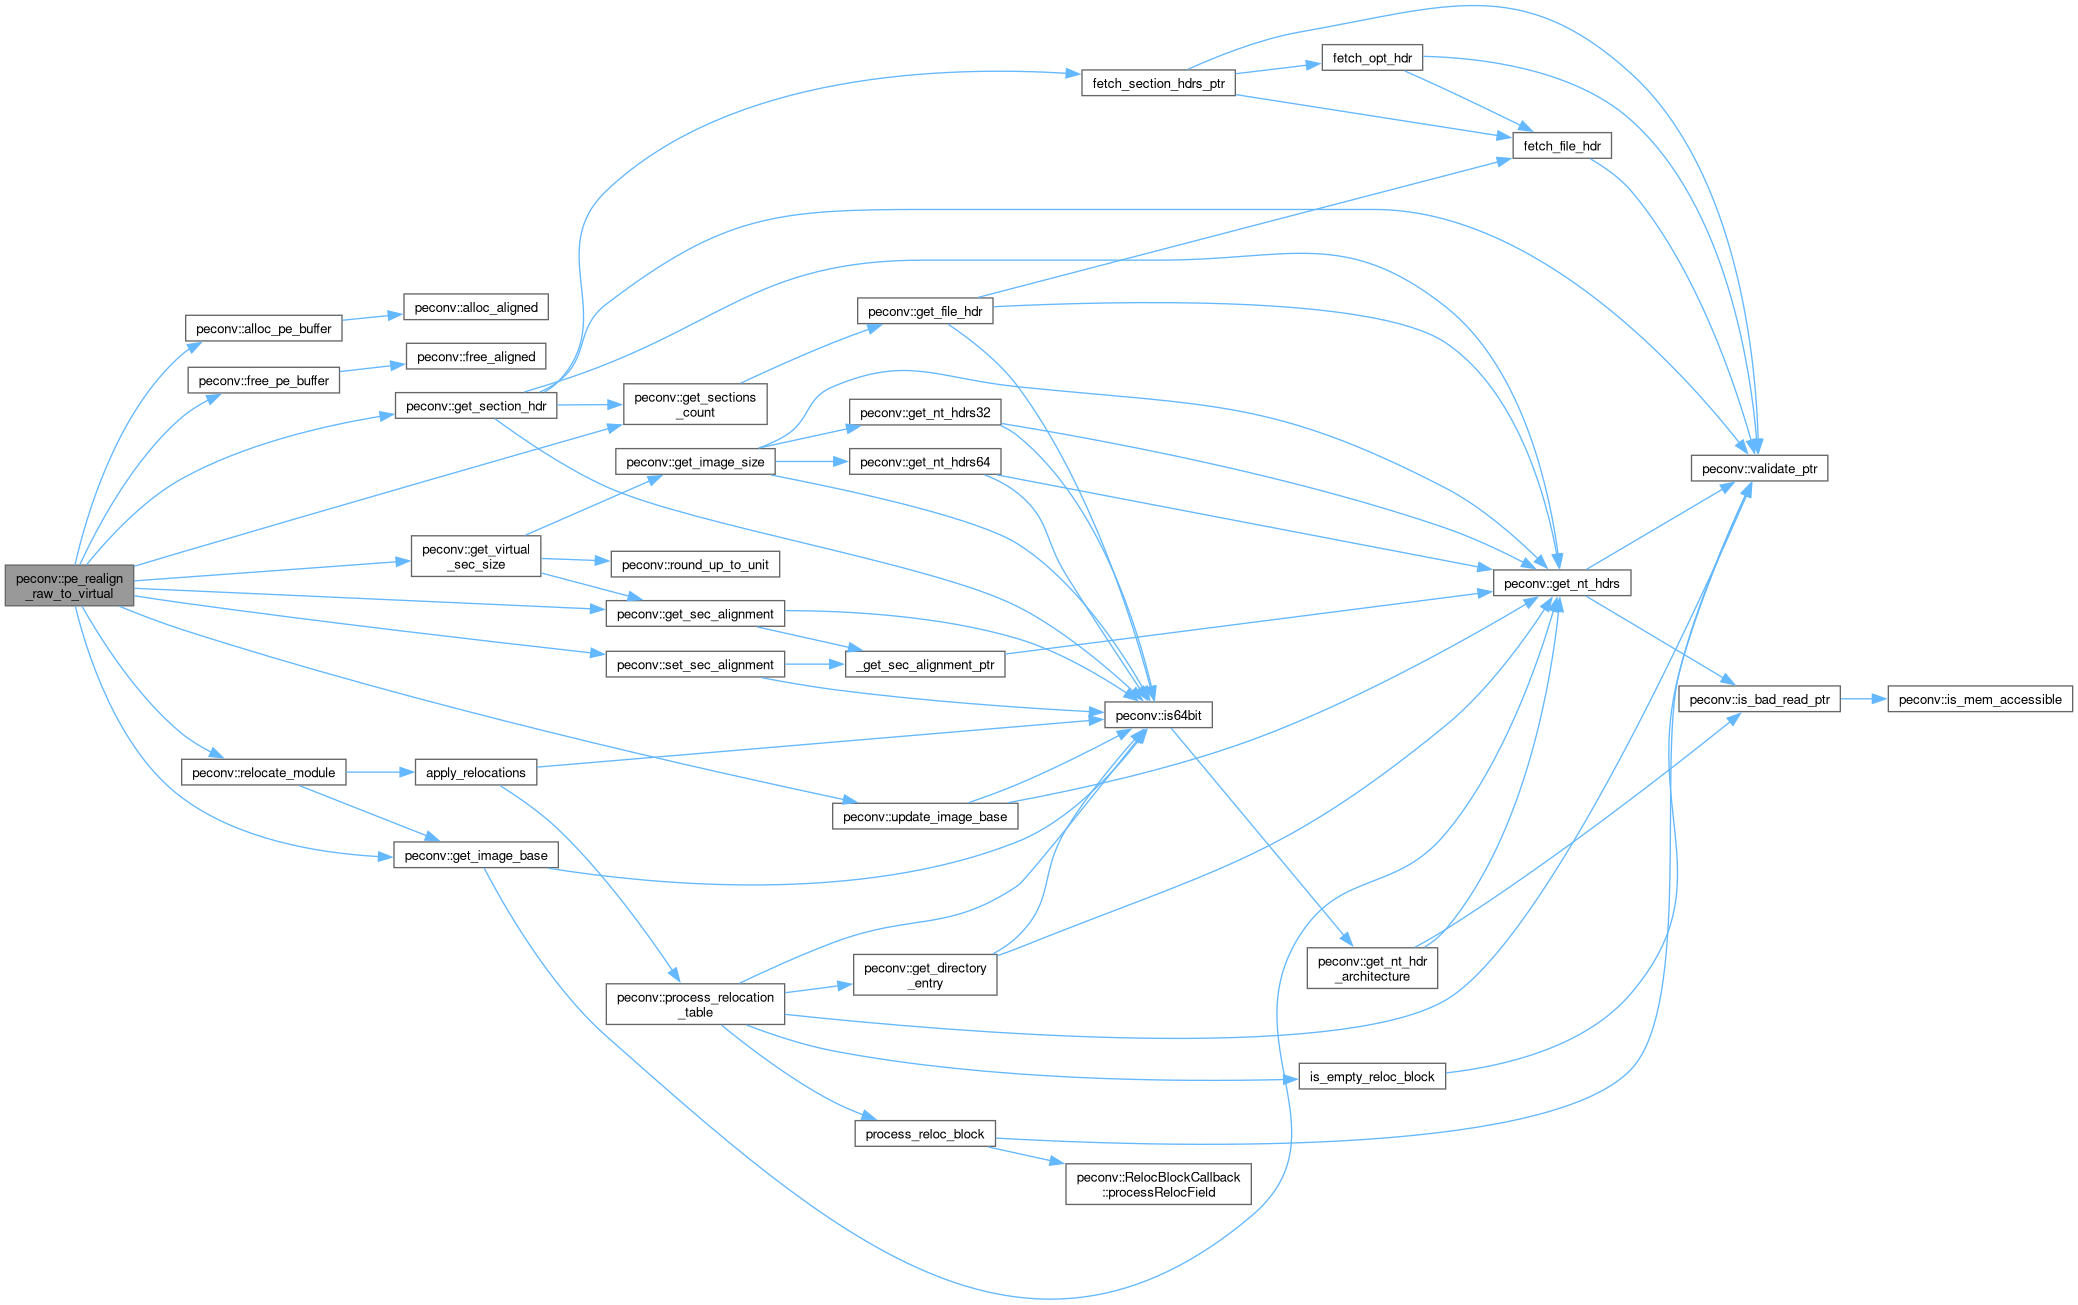 peconv::pe_realign
_raw_to_virtual
peconv::alloc_pe_buffer
peconv::alloc_aligned
peconv::free_pe_buffer
peconv::free_aligned
peconv::get_section_hdr
peconv::get_sections
_count
peconv::get_virtual
_sec_size
peconv::get_image_size
peconv::round_up_to_unit
peconv::get_sec_alignment
peconv::set_sec_alignment
peconv::relocate_module
apply_relocations
peconv::get_image_base
peconv::process_relocation
_table
fetch_section_hdrs_ptr
fetch_opt_hdr
fetch_file_hdr
peconv::get_file_hdr
peconv::get_nt_hdrs32
peconv::get_nt_hdrs64
_get_sec_alignment_ptr
peconv::is64bit
peconv::update_image_base
peconv::get_directory
_entry
process_reloc_block
peconv::RelocBlockCallback
::processRelocField
is_empty_reloc_block
peconv::get_nt_hdr
_architecture
peconv::get_nt_hdrs
peconv::validate_ptr
peconv::is_bad_read_ptr
peconv::is_mem_accessible